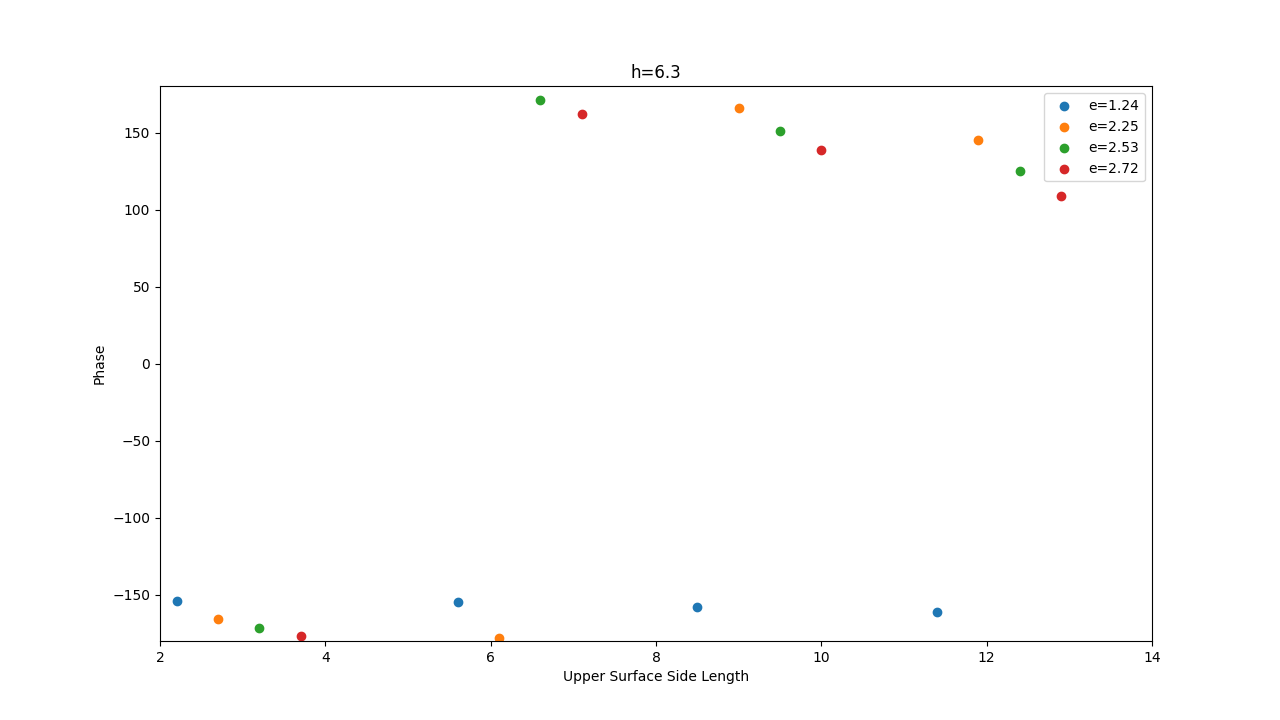 h=6.3
e=1.24
e=2.25
e=2.53
e=2.72
150
100
50
0
−50
−100
−150
Phase
2 4 6 8 10 12 14
Upper Surface Side Length